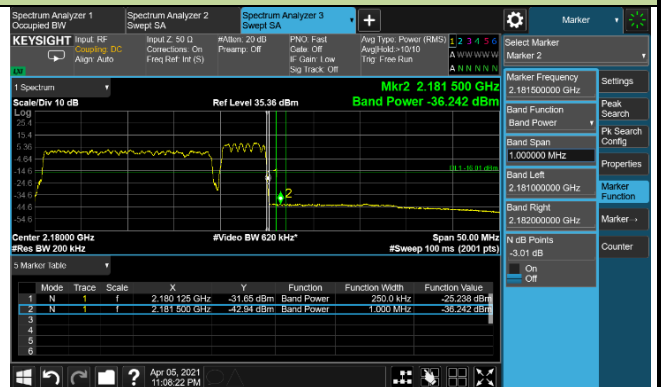 Spectrum Analyzer 1
Occupied BW
Spectrum Analyzer 2
Swept SA
Spectrum Analyzer 3
Swept SA
Marker
KEYSIGHT
Input: RF
Coupling: DC
Align: Auto
Input Z: 50 Ω
Corrections: On
Freq Ref: Int (S)
#Atten: 20 dB
Preamp: Off
PNO: Fast
Gate: Off
IF Gain: Low
Sig Track: Off
Avg Type: Power (RMS)
Avg|Hold:>10/10
Trig: Free Run
1 2 3 4 5 6
A W W W W W
A N N N N N
Select Marker
Marker 2
Marker Frequency
2.181500000 GHz
Band Function
Band Power
Band Span
1.000000 MHz
Band Left
2.181000000 GHz
Band Right
2.182000000 GHz
N dB Points
-3.01 dB
On
Off
Settings
Peak
Search
Pk Search
Config
Properties
Marker
Function
Marker→
Counter
1 Spectrum
Scale/Div 10 dB
Ref Level 35.36 dBm
Mkr2 2.181 500 GHz
Band Power -36.242 dBm
Log
25.4
15.4
5.36
-4.64
-14.6
-24.6
-34.6
-44.6
-54.6
2
Center 2.18000 GHz
#Res BW 200 kHz
#Video BW 620 kHz*
Span 50.00 MHz
#Sweep 100 ms (2001 pts)
5 Marker Table
Mode Trace Scale X Y Function Function Width Function Value
1 N 1 f 2.180 125 GHz -31.65 dBm Band Power 250.0 kHz -25.238 dBm
2 N 1 f 2.181 500 GHz -42.94 dBm Band Power 1.000 MHz -36.242 dBm
3
4
5
6
Apr 05, 2021
11:08:22 PM